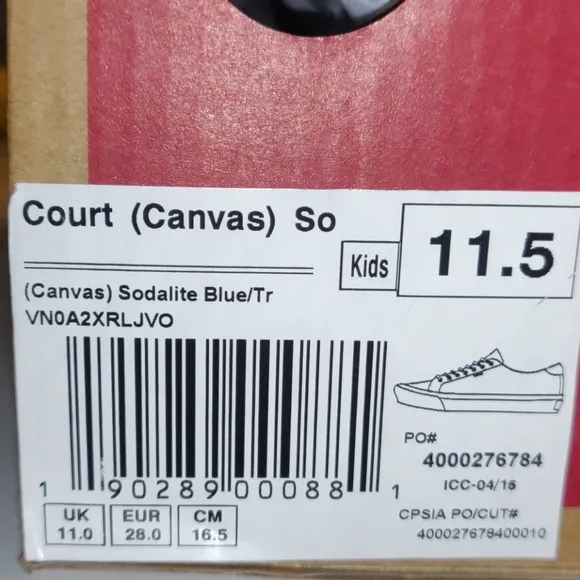 Court (Canvas) So
Kids
11.5
(Canvas) Sodalite Blue/Tr
VN0A2XRLJVO
PO#
4000276784
ICC-04/16
1 90289 00088 1
CPSIA PO/CUT#
400027678400010
UK
11.0
EUR
28.0
CM
16.5